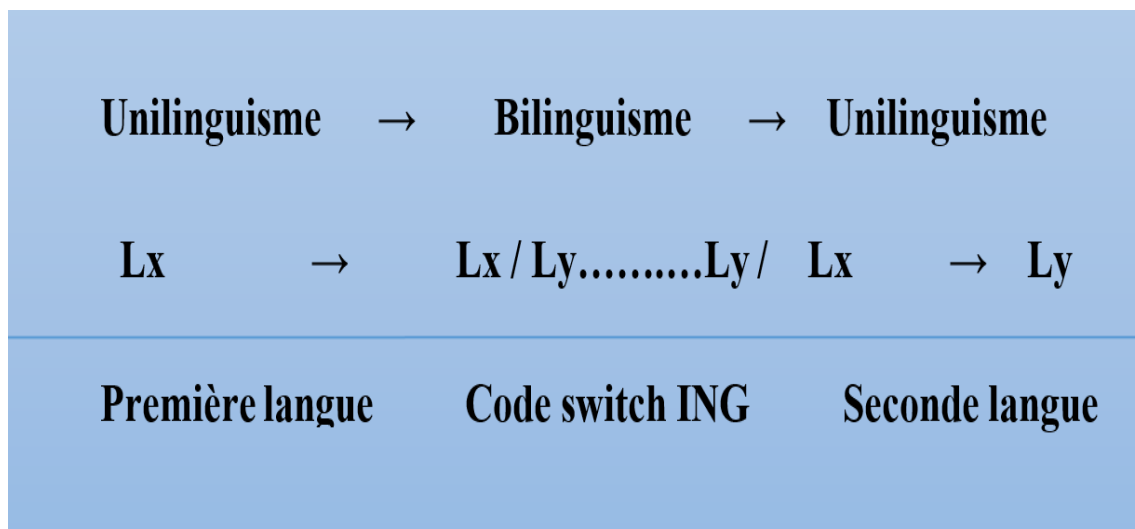 Unilinguisme → Bilinguisme → Unilinguisme
Lx → Lx / Ly..........Ly / Lx → Ly
Première langue Code switch ING Seconde langue